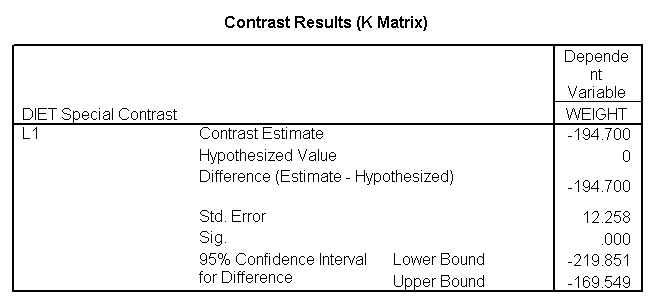 Contrast Results (K Matrix)
Depende
nt
Variable
DIET Special Contrast WEIGHT
L1 Contrast Estimate -194.700
Hypothesized Value 0
Difference (Estimate - Hypothesized) -194.700
Std. Error 12.258
Sig. .000
95% Confidence Interval Lower Bound -219.851
for Difference Upper Bound -169.549